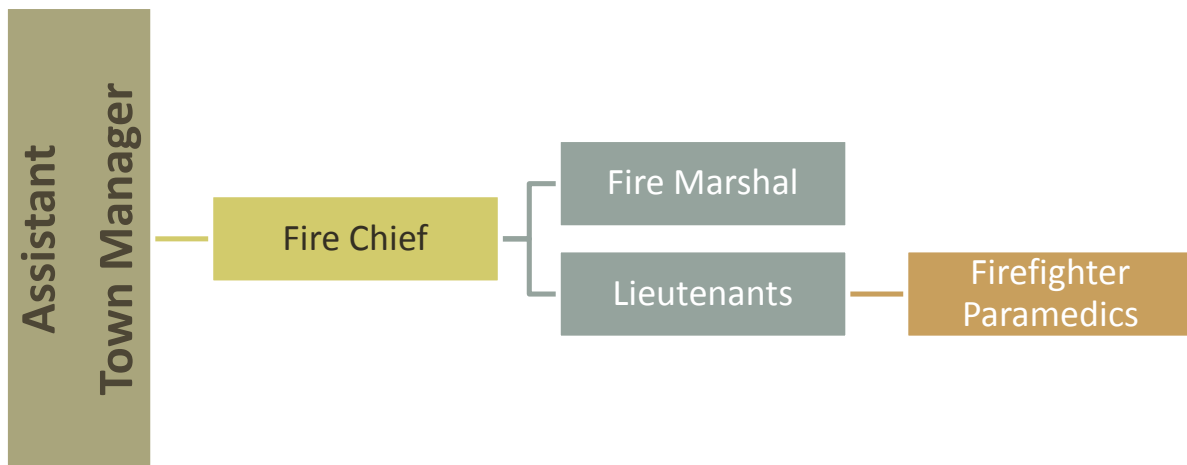 Assistant
Town Manager
Fire Chief
Fire Marshal
Lieutenants
Firefighter
Paramedics